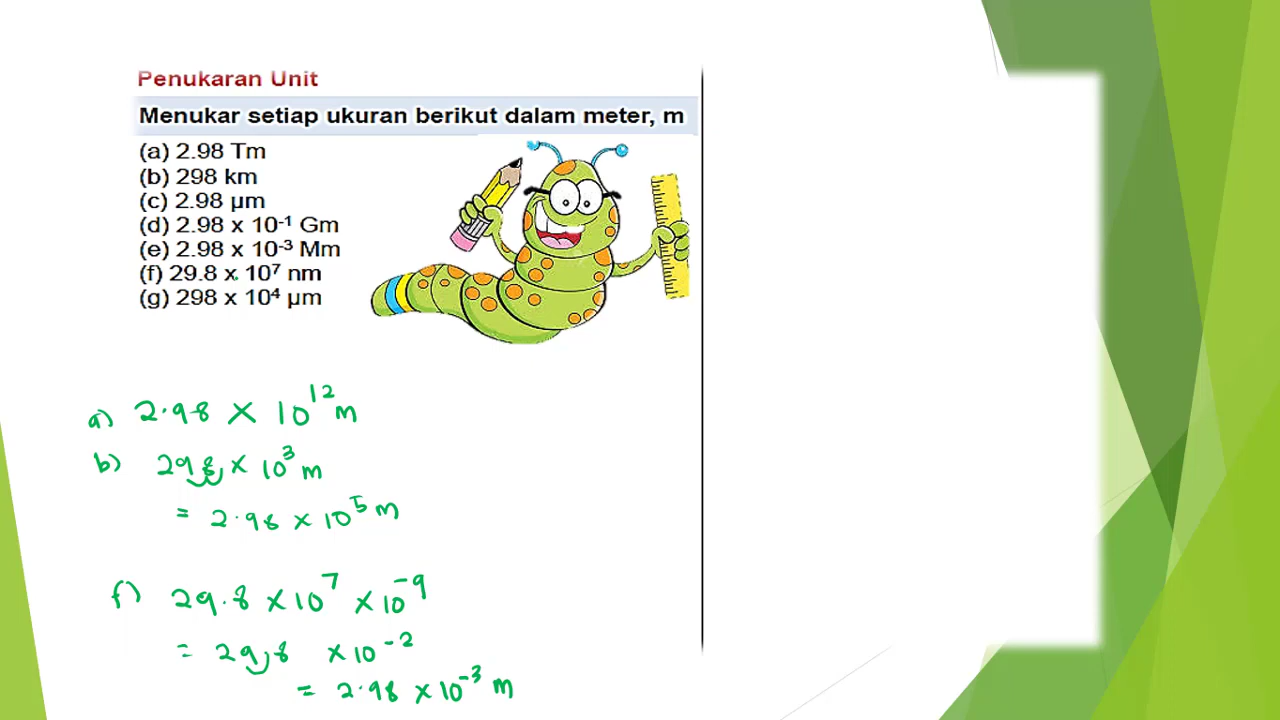 Penukaran Unit
Menukar setiap ukuran berikut dalam meter, m
(a) 2.98 Tm
(b) 298 km
(c) 2.98 µm
(d) 2.98 x 10⁻¹ Gm
(e) 2.98 x 10⁻³ Mm
(f) 29.8 x 10⁷ nm
(g) 298 x 10⁴ µm
a) 2.98 × 10¹² m
b) 298 × 10³ m
= 2.98 × 10⁵ m
f) 29.8 × 10⁷ × 10⁻⁹
= 29.8 × 10⁻²
= 2.98 × 10⁻³ m